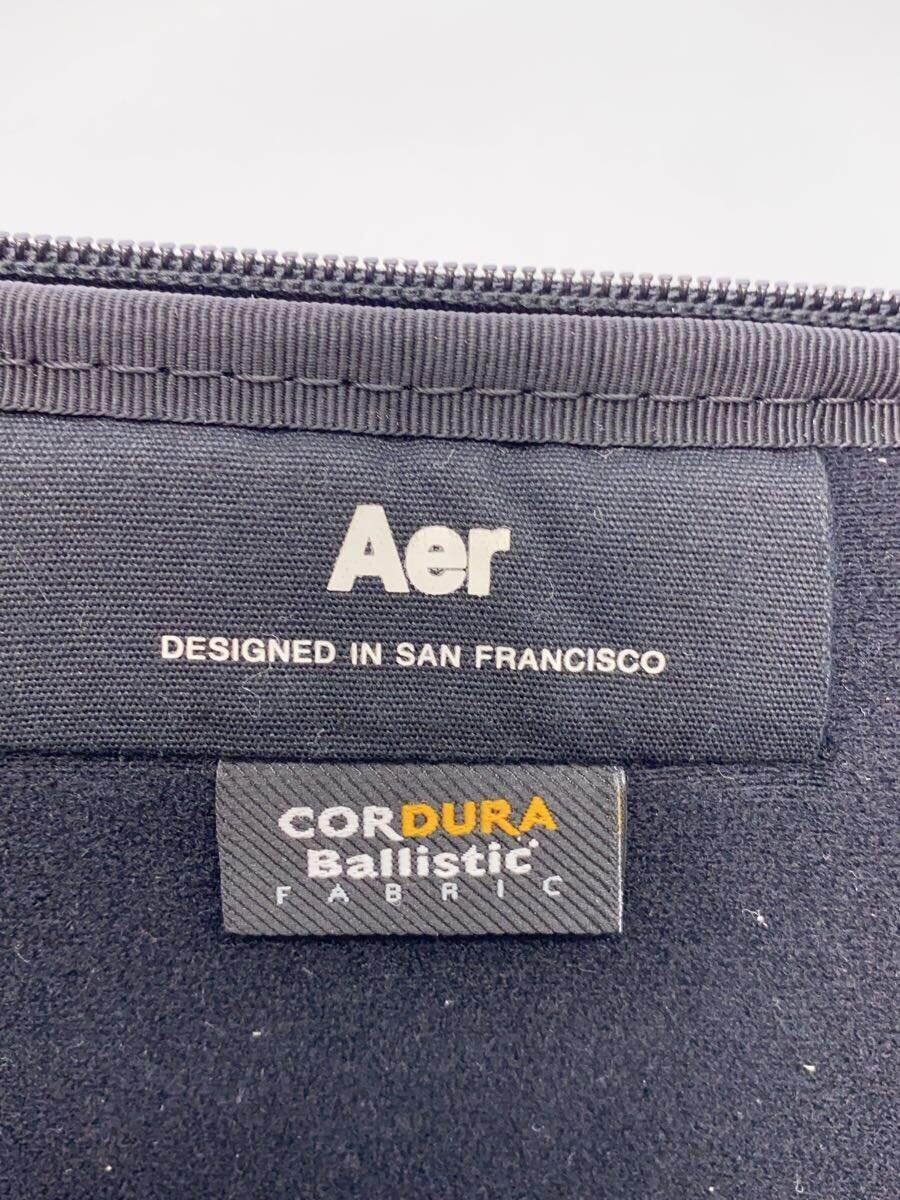 Aer
DESIGNED IN SAN FRANCISCO
CORDURA
Ballistic
FABRIC